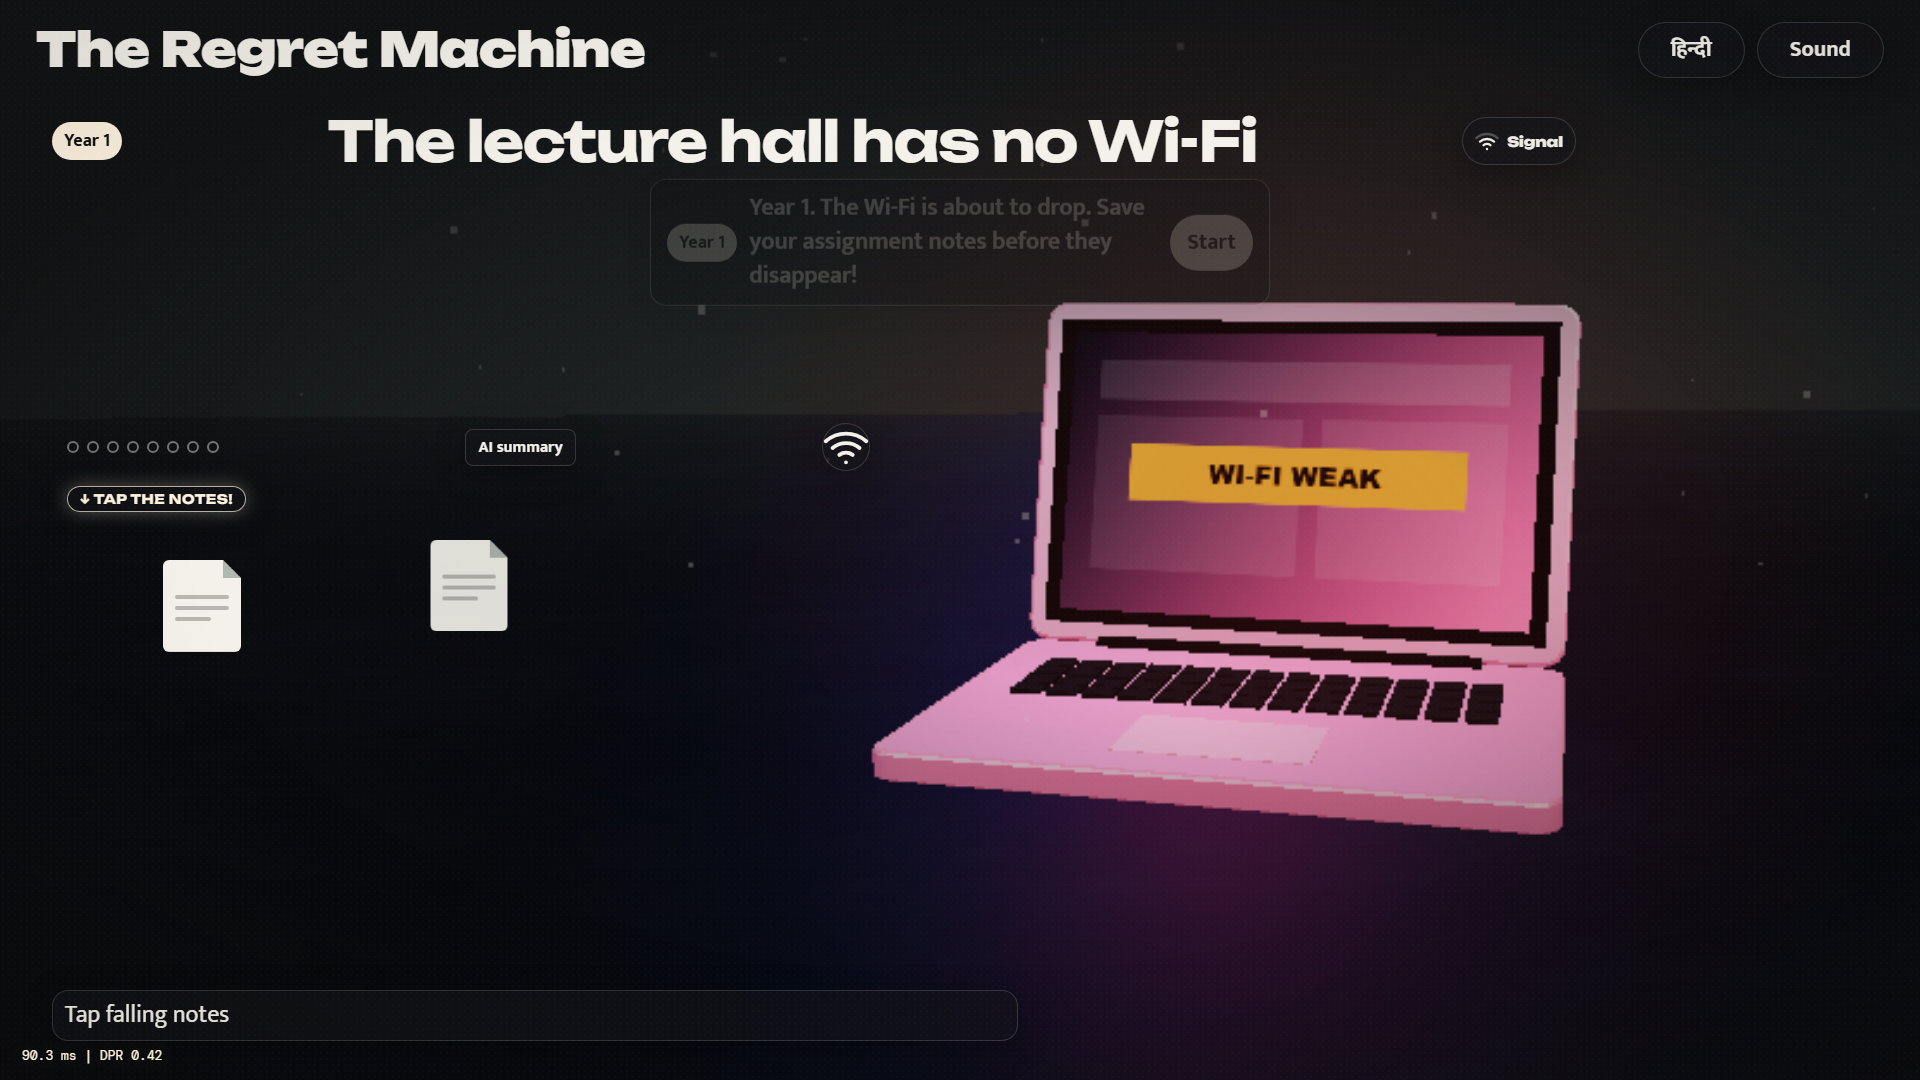 The Regret Machine
हिन्दी
Sound
Year 1
The lecture hall has no Wi-Fi
Signal
Year 1
Year 1. The Wi-Fi is about to drop. Save
your assignment notes before they
disappear!
Start
AI summary
WI-FI WEAK
↓ TAP THE NOTES!
Tap falling notes
90.3 ms | DPR 0.42